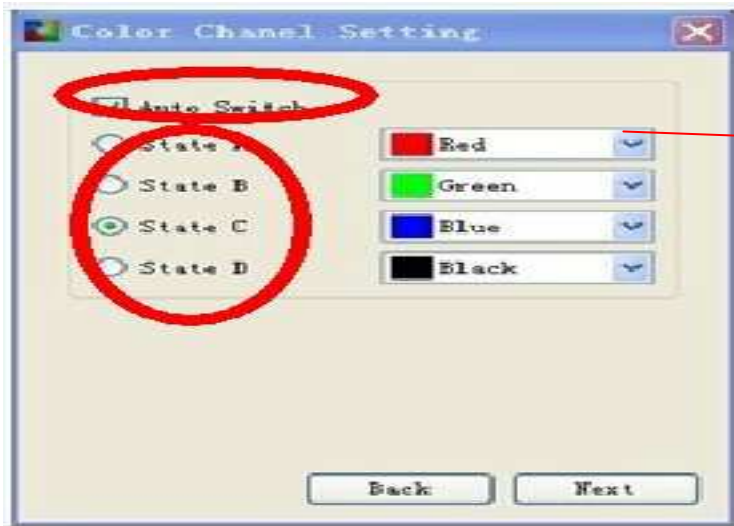 Color Chanel Setting
Auto Switch
State A Red
State B Green
State C Blue
State D Black
Back Next